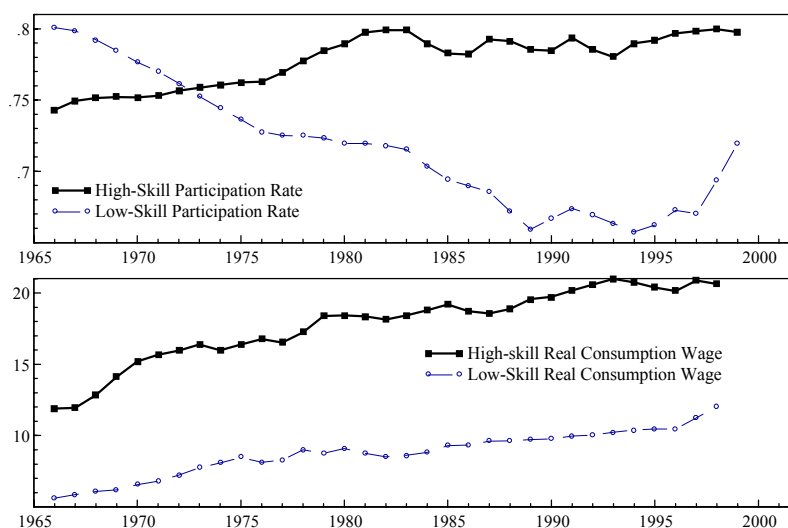 .8
.75
.7
High-Skill Participation Rate
Low-Skill Participation Rate
1965 1970 1975 1980 1985 1990 1995 2000
20
15
10
5
High-skill Real Consumption Wage
Low-Skill Real Consumption Wage
1965 1970 1975 1980 1985 1990 1995 2000